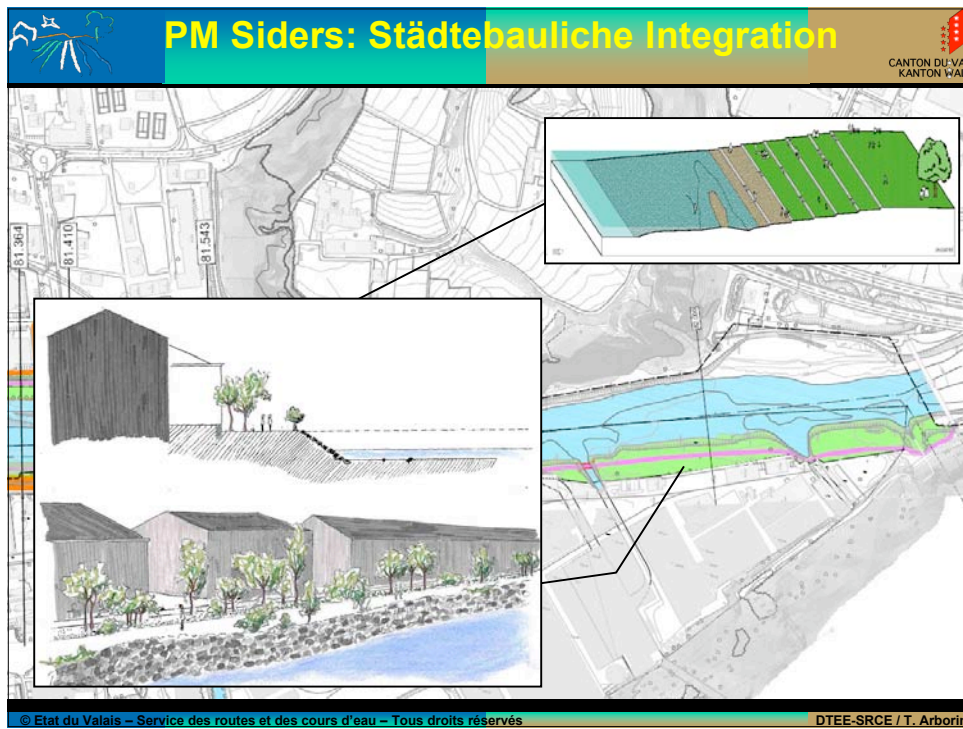 PM Siders: Städtebauliche Integration
CANTON DU VA
KANTON WAL
81.364
81.410
81.543
© Etat du Valais – Service des routes et des cours d'eau – Tous droits réservés
DTEE-SRCE / T. Arborin